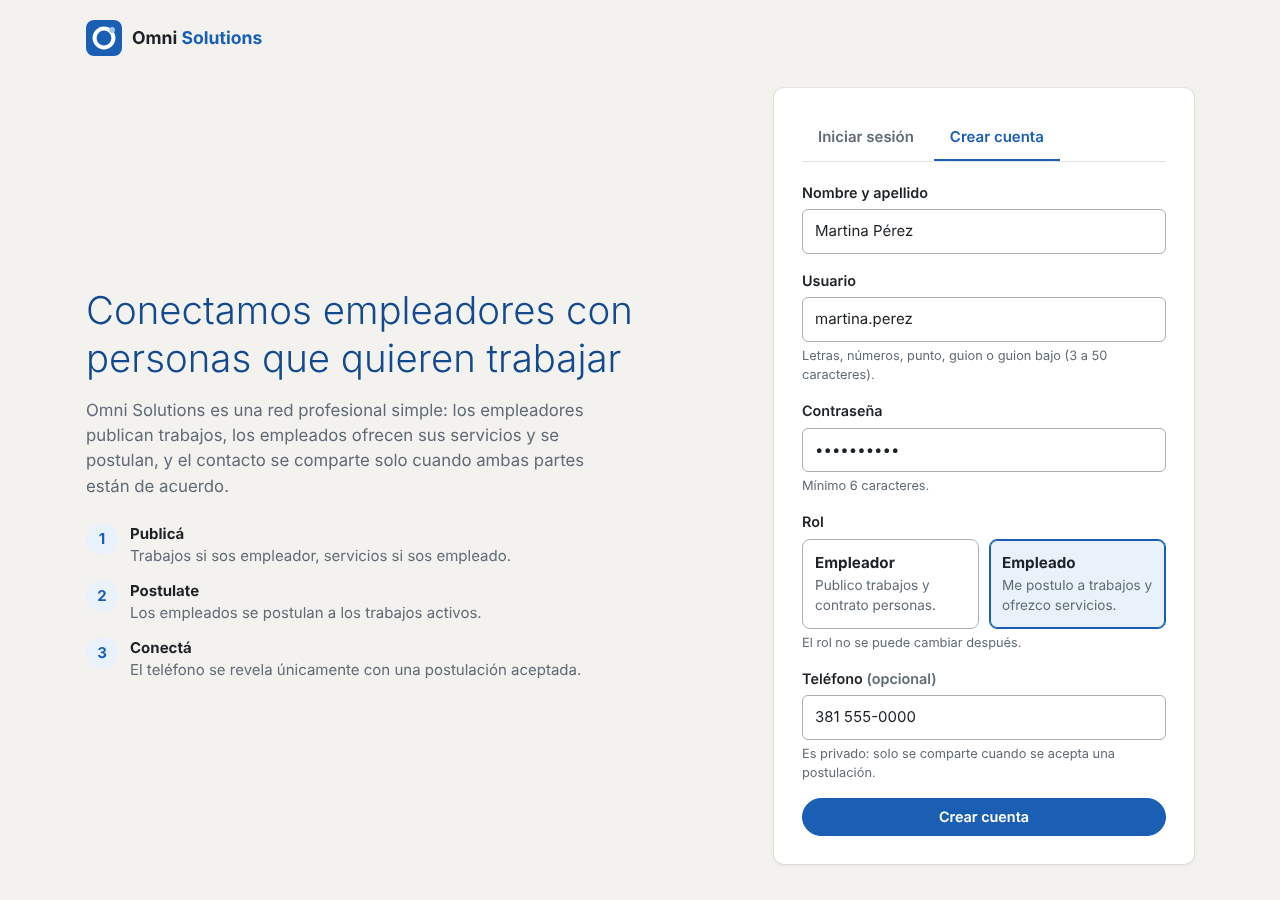 Omni Solutions
Conectamos empleadores con
personas que quieren trabajar
Omni Solutions es una red profesional simple: los empleadores
publican trabajos, los empleados ofrecen sus servicios y se
postulan, y el contacto se comparte solo cuando ambas partes
están de acuerdo.
1
Publicá
Trabajos si sos empleador, servicios si sos empleado.
2
Postulate
Los empleados se postulan a los trabajos activos.
3
Conectá
El teléfono se revela únicamente con una postulación aceptada.
Iniciar sesión
Crear cuenta
Nombre y apellido
Martina Pérez
Usuario
martina.perez
Letras, números, punto, guion o guion bajo (3 a 50
caracteres).
Contraseña
••••••••••
Mínimo 6 caracteres.
Rol
Empleador
Publico trabajos y
contrato personas.
Empleado
Me postulo a trabajos y
ofrezco servicios.
El rol no se puede cambiar después.
Teléfono (opcional)
381 555-0000
Es privado: solo se comparte cuando se acepta una
postulación.
Crear cuenta